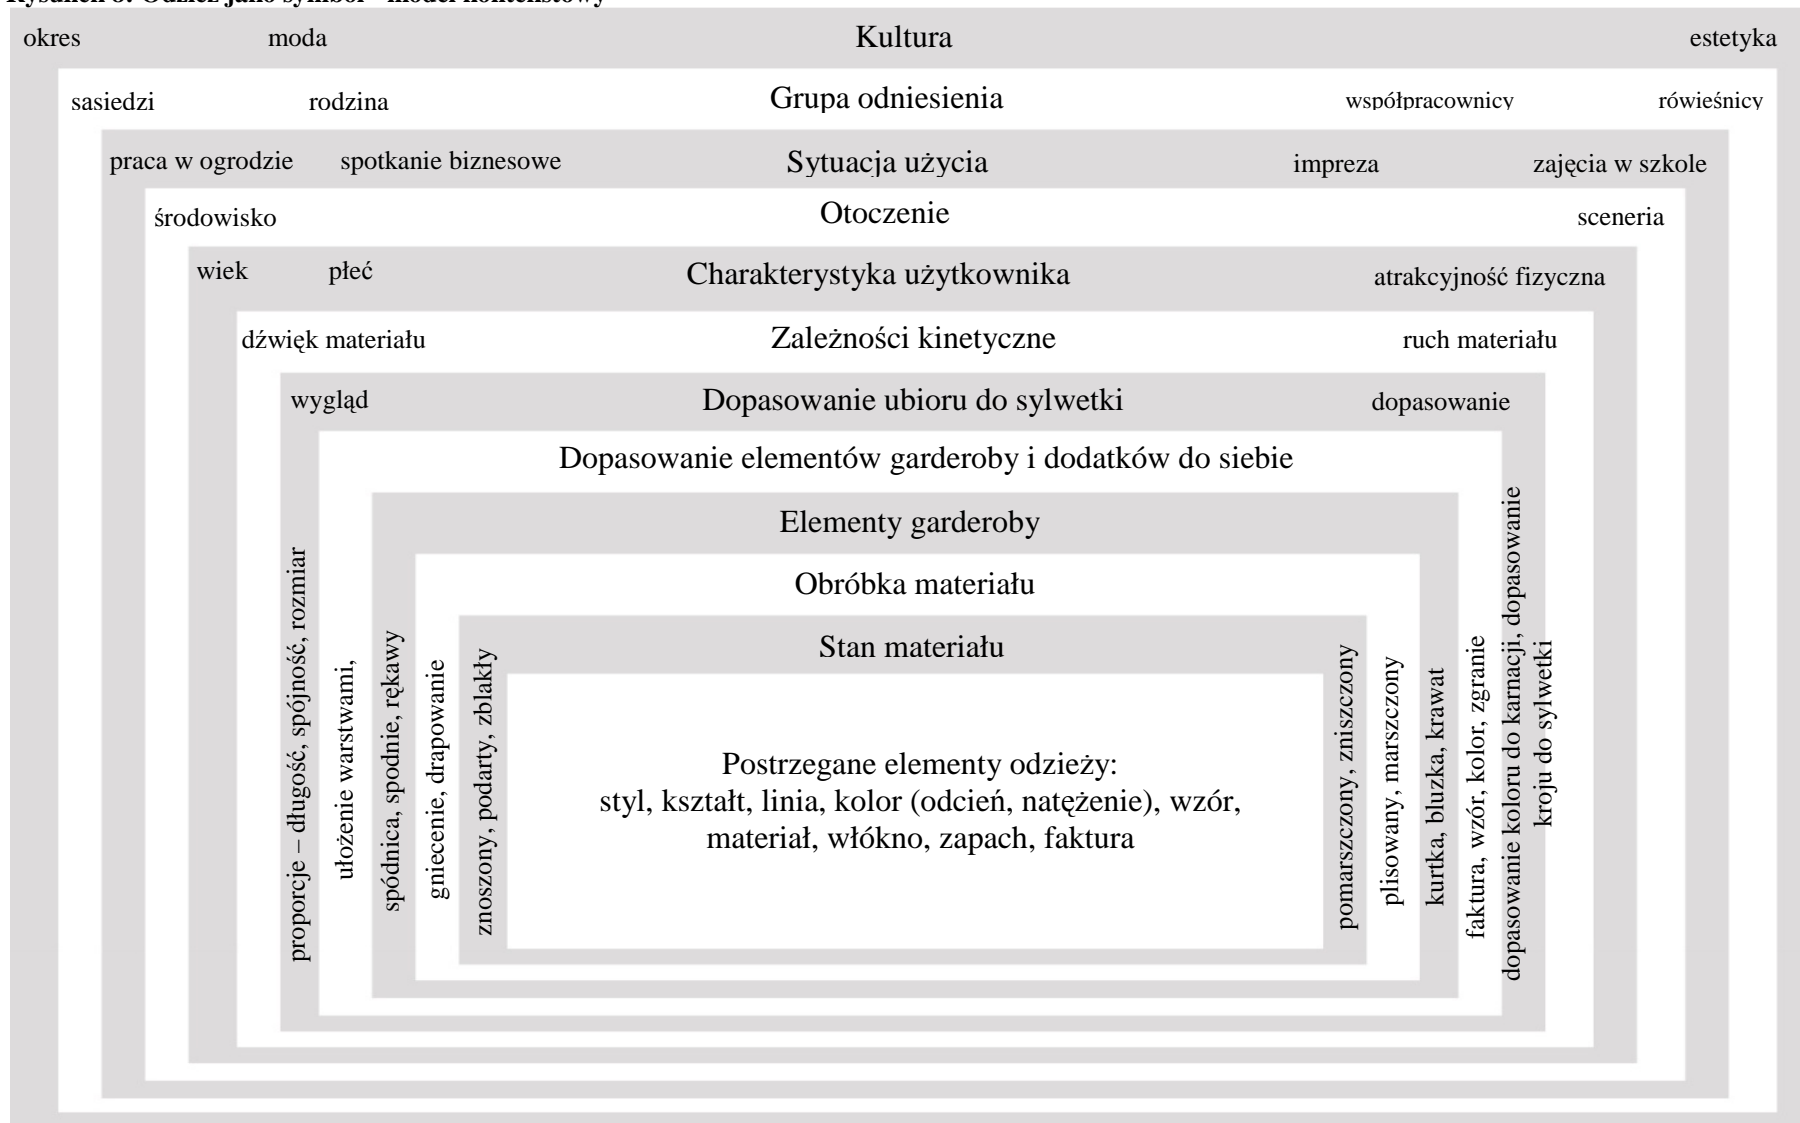 okres moda Kultura estetyka
sasiedzi rodzina Grupa odniesienia współpracownicy rówieśnicy
praca w ogrodzie spotkanie biznesowe Sytuacja użycia impreza zajęcia w szkole
środowisko Otoczenie sceneria
wiek płeć Charakterystyka użytkownika atrakcyjność fizyczna
dźwięk materiału Zależności kinetyczne ruch materiału
wygląd Dopasowanie ubioru do sylwetki dopasowanie
Dopasowanie elementów garderoby i dodatków do siebie
Elementy garderoby
Obróbka materiału
Stan materiału
proporcje – długość, spójność, rozmiar
ułożenie warstwami,
spódnica, spodnie, rękawy
gniecenie, drapowanie
znoszony, podarty, zblakły
Postrzegane elementy odzieży:
styl, kształt, linia, kolor (odcień, natężenie), wzór,
materiał, włókno, zapach, faktura
pomarszczony, zniszczony
plisowany, marszczony
kurtka, bluzka, krawat
faktura, wzór, kolor, zgranie
dopasowanie koloru do karnacji, dopasowanie
kroju do sylwetki